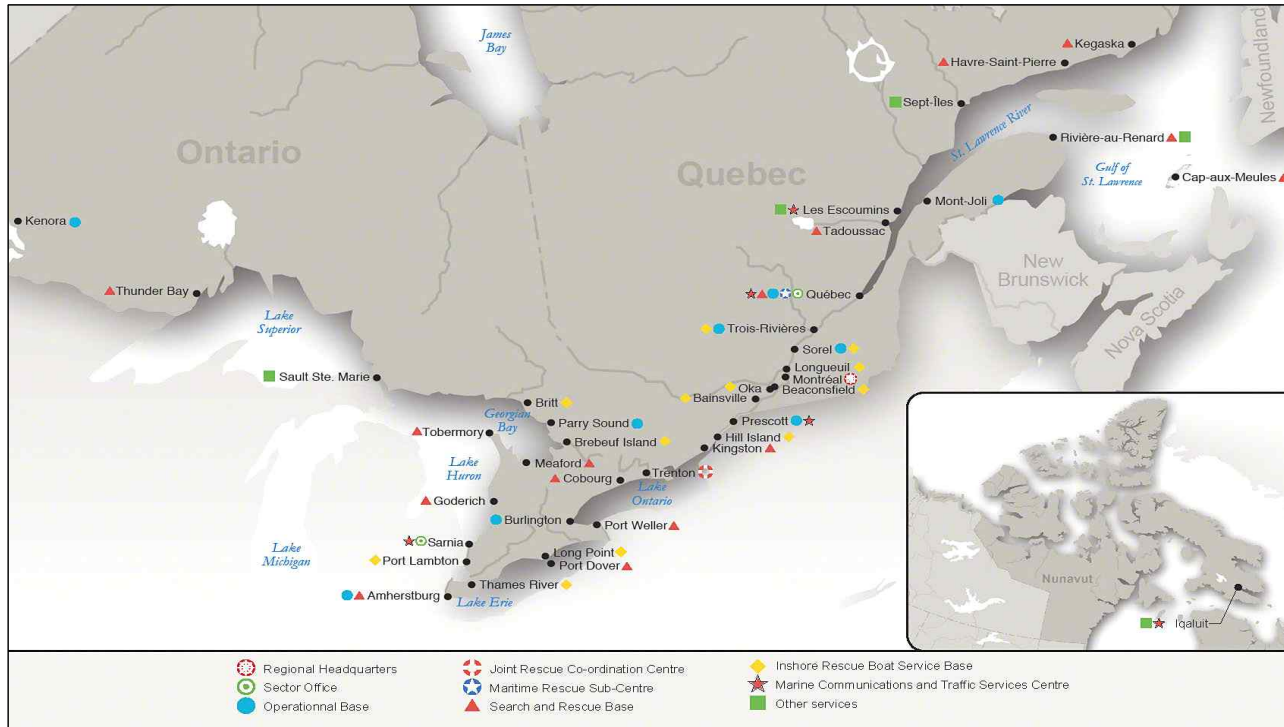 James
Bay
Kegaska
Havre-Saint-Pierre
Newfoundland
Sept-Îles
St. Lawrence River
Rivière-au-Renard
Ontario
Quebec
Gulf of
St. Lawrence
Cap-aux-Meules
Kenora
Les Escoumins
Mont-Joli
Tadoussac
New
Brunswick
Thunder Bay
Québec
Nova Scotia
Lake
Superior
Trois-Rivières
Sorel
Longueuil
Sault Ste. Marie
Montréal
Oka
Beaconsfield
Bainsville
Britt
Georgian
Bay
Parry Sound
Prescott
Tobermory
Brebeuf Island
Hill Island
Kingston
Lake
Huron
Meaford
Trenton
Cobourg
Lake
Ontario
Goderich
Burlington
Port Weller
Sarnia
Lake
Michigan
Long Point
Port Lambton
Port Dover
Thames River
Amherstburg
Lake Erie
Nunavut
Iqaluit
Regional Headquarters
Sector Office
Operationnal Base
Joint Rescue Co-ordination Centre
Maritime Rescue Sub-Centre
Search and Rescue Base
Inshore Rescue Boat Service Base
Marine Communications and Traffic Services Centre
Other services